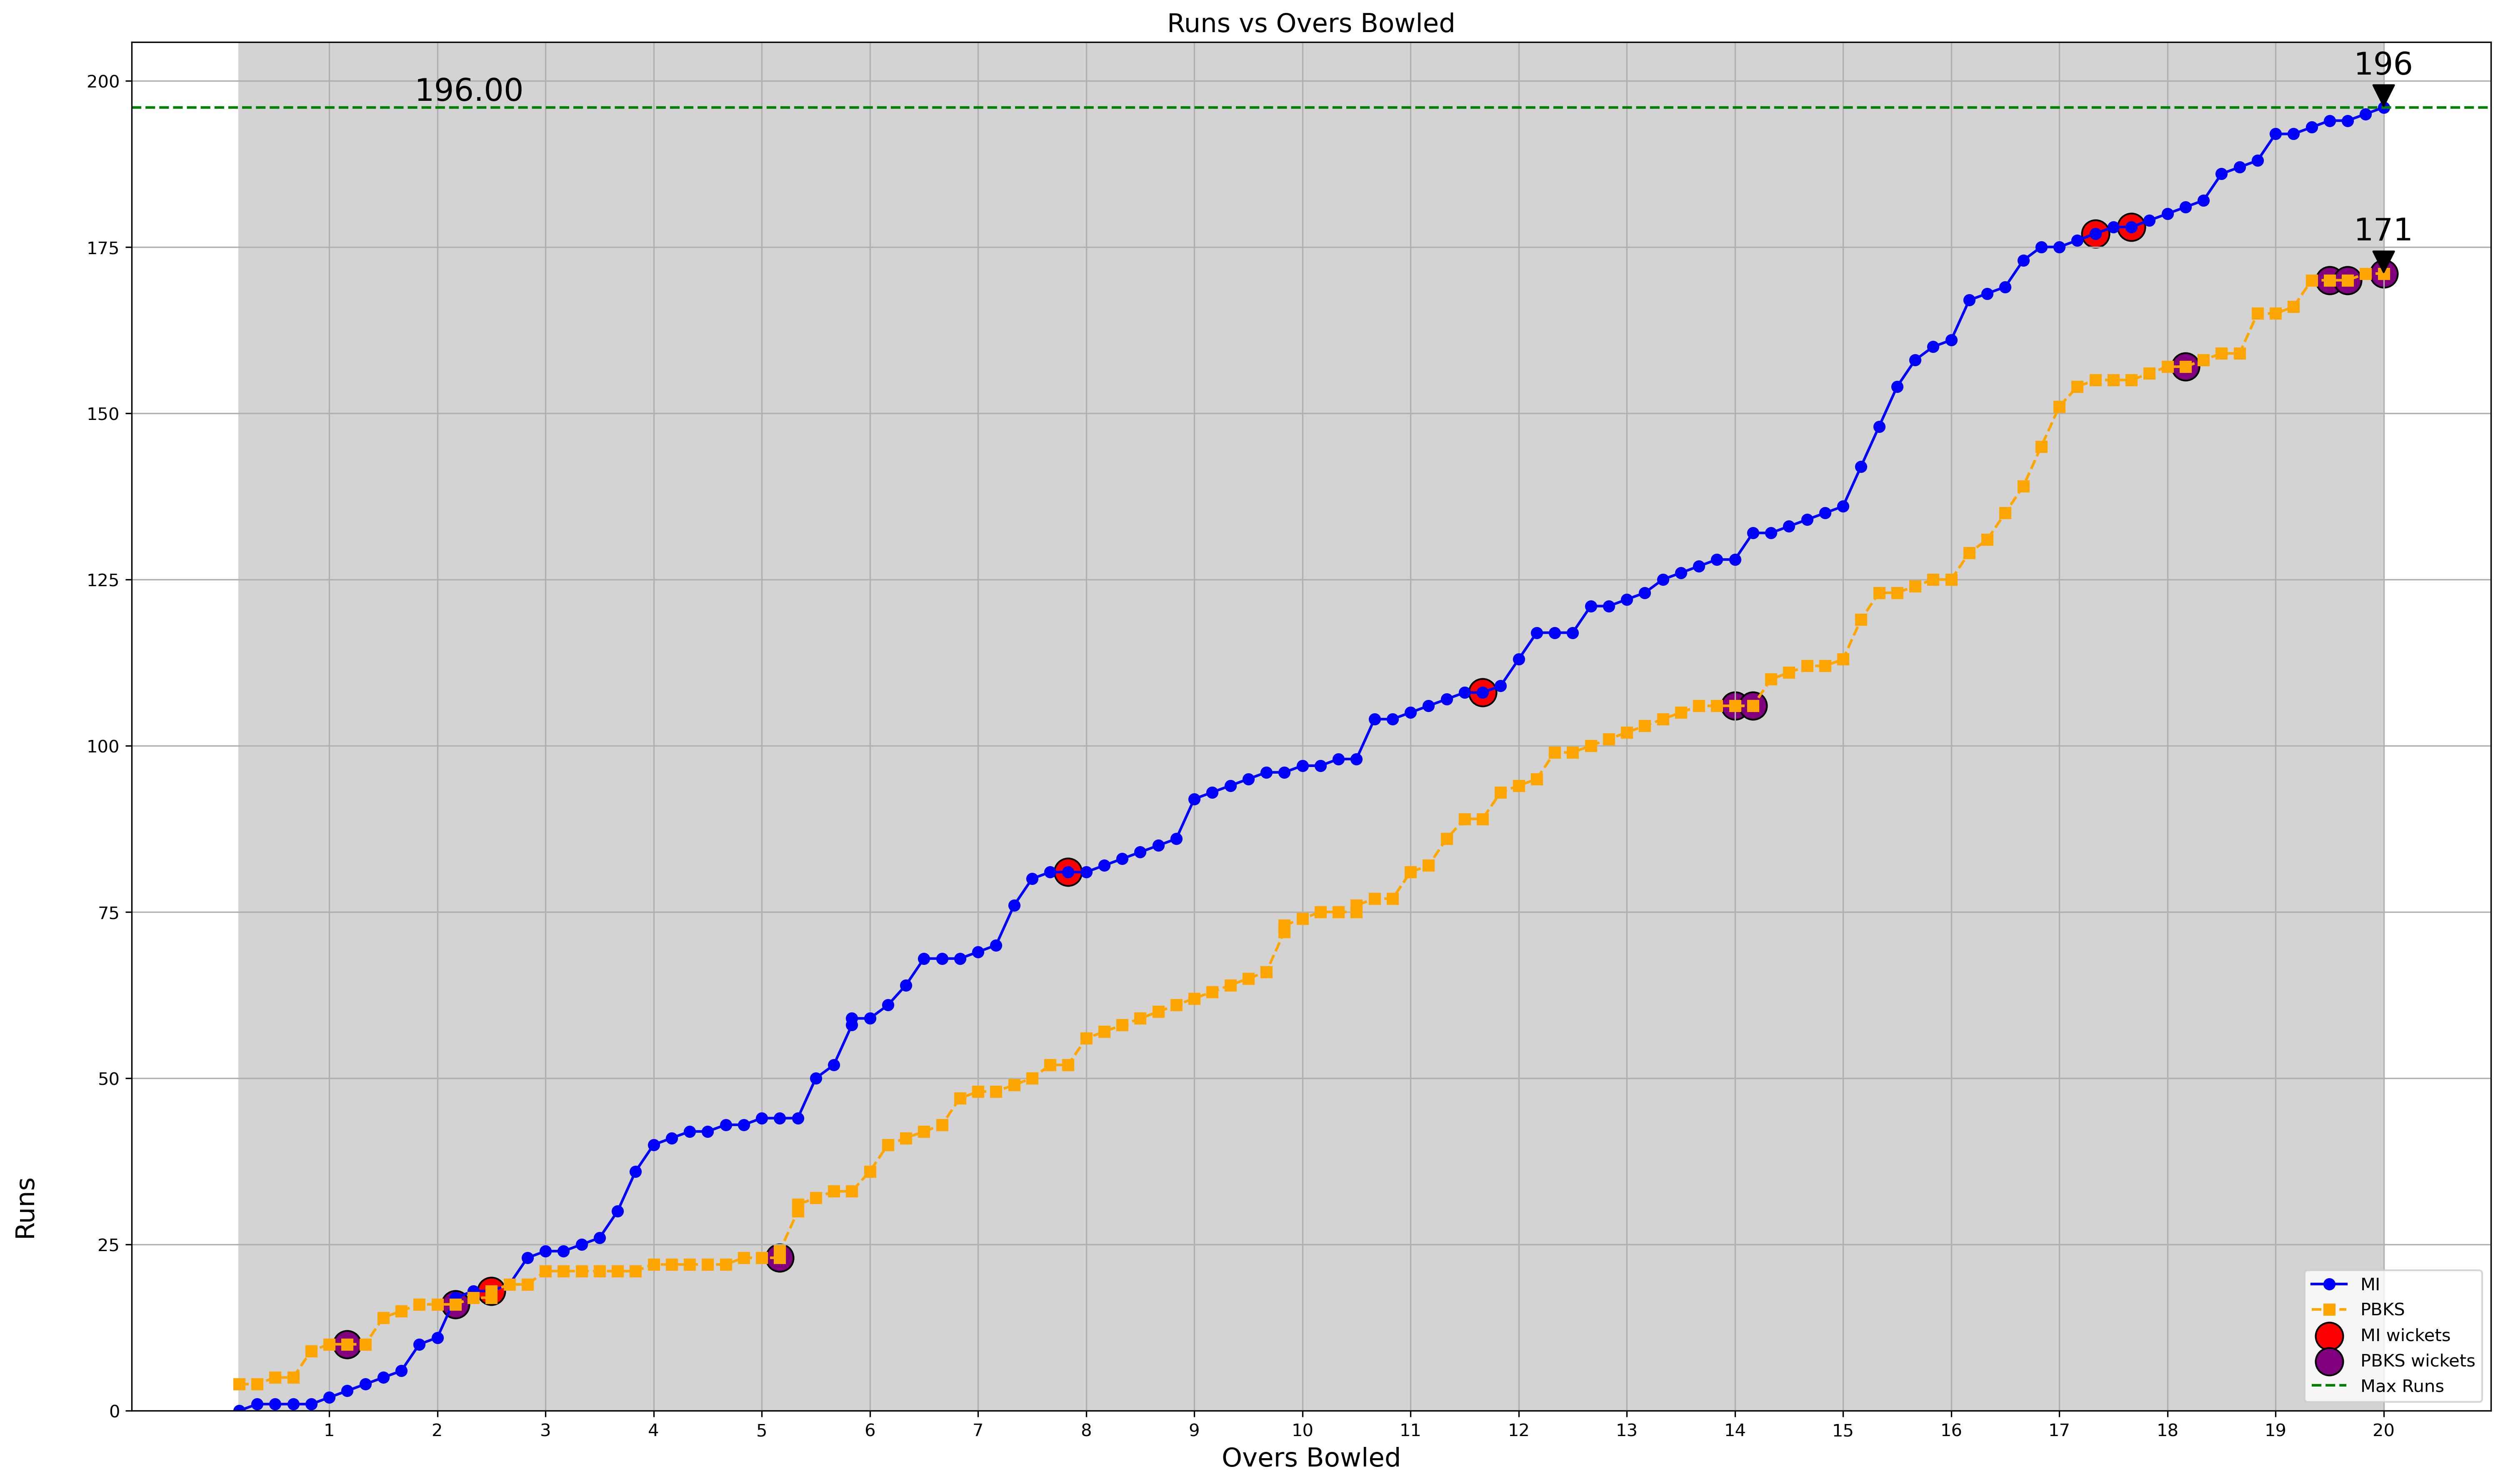 Runs vs Overs Bowled
200
175
150
125
100
75
50
25
0
Runs
196.00
196
171
1 2 3 4 5 6 7 8 9 10 11 12 13 14 15 16 17 18 19 20
Overs Bowled
MI
PBKS
MI wickets
PBKS wickets
Max Runs